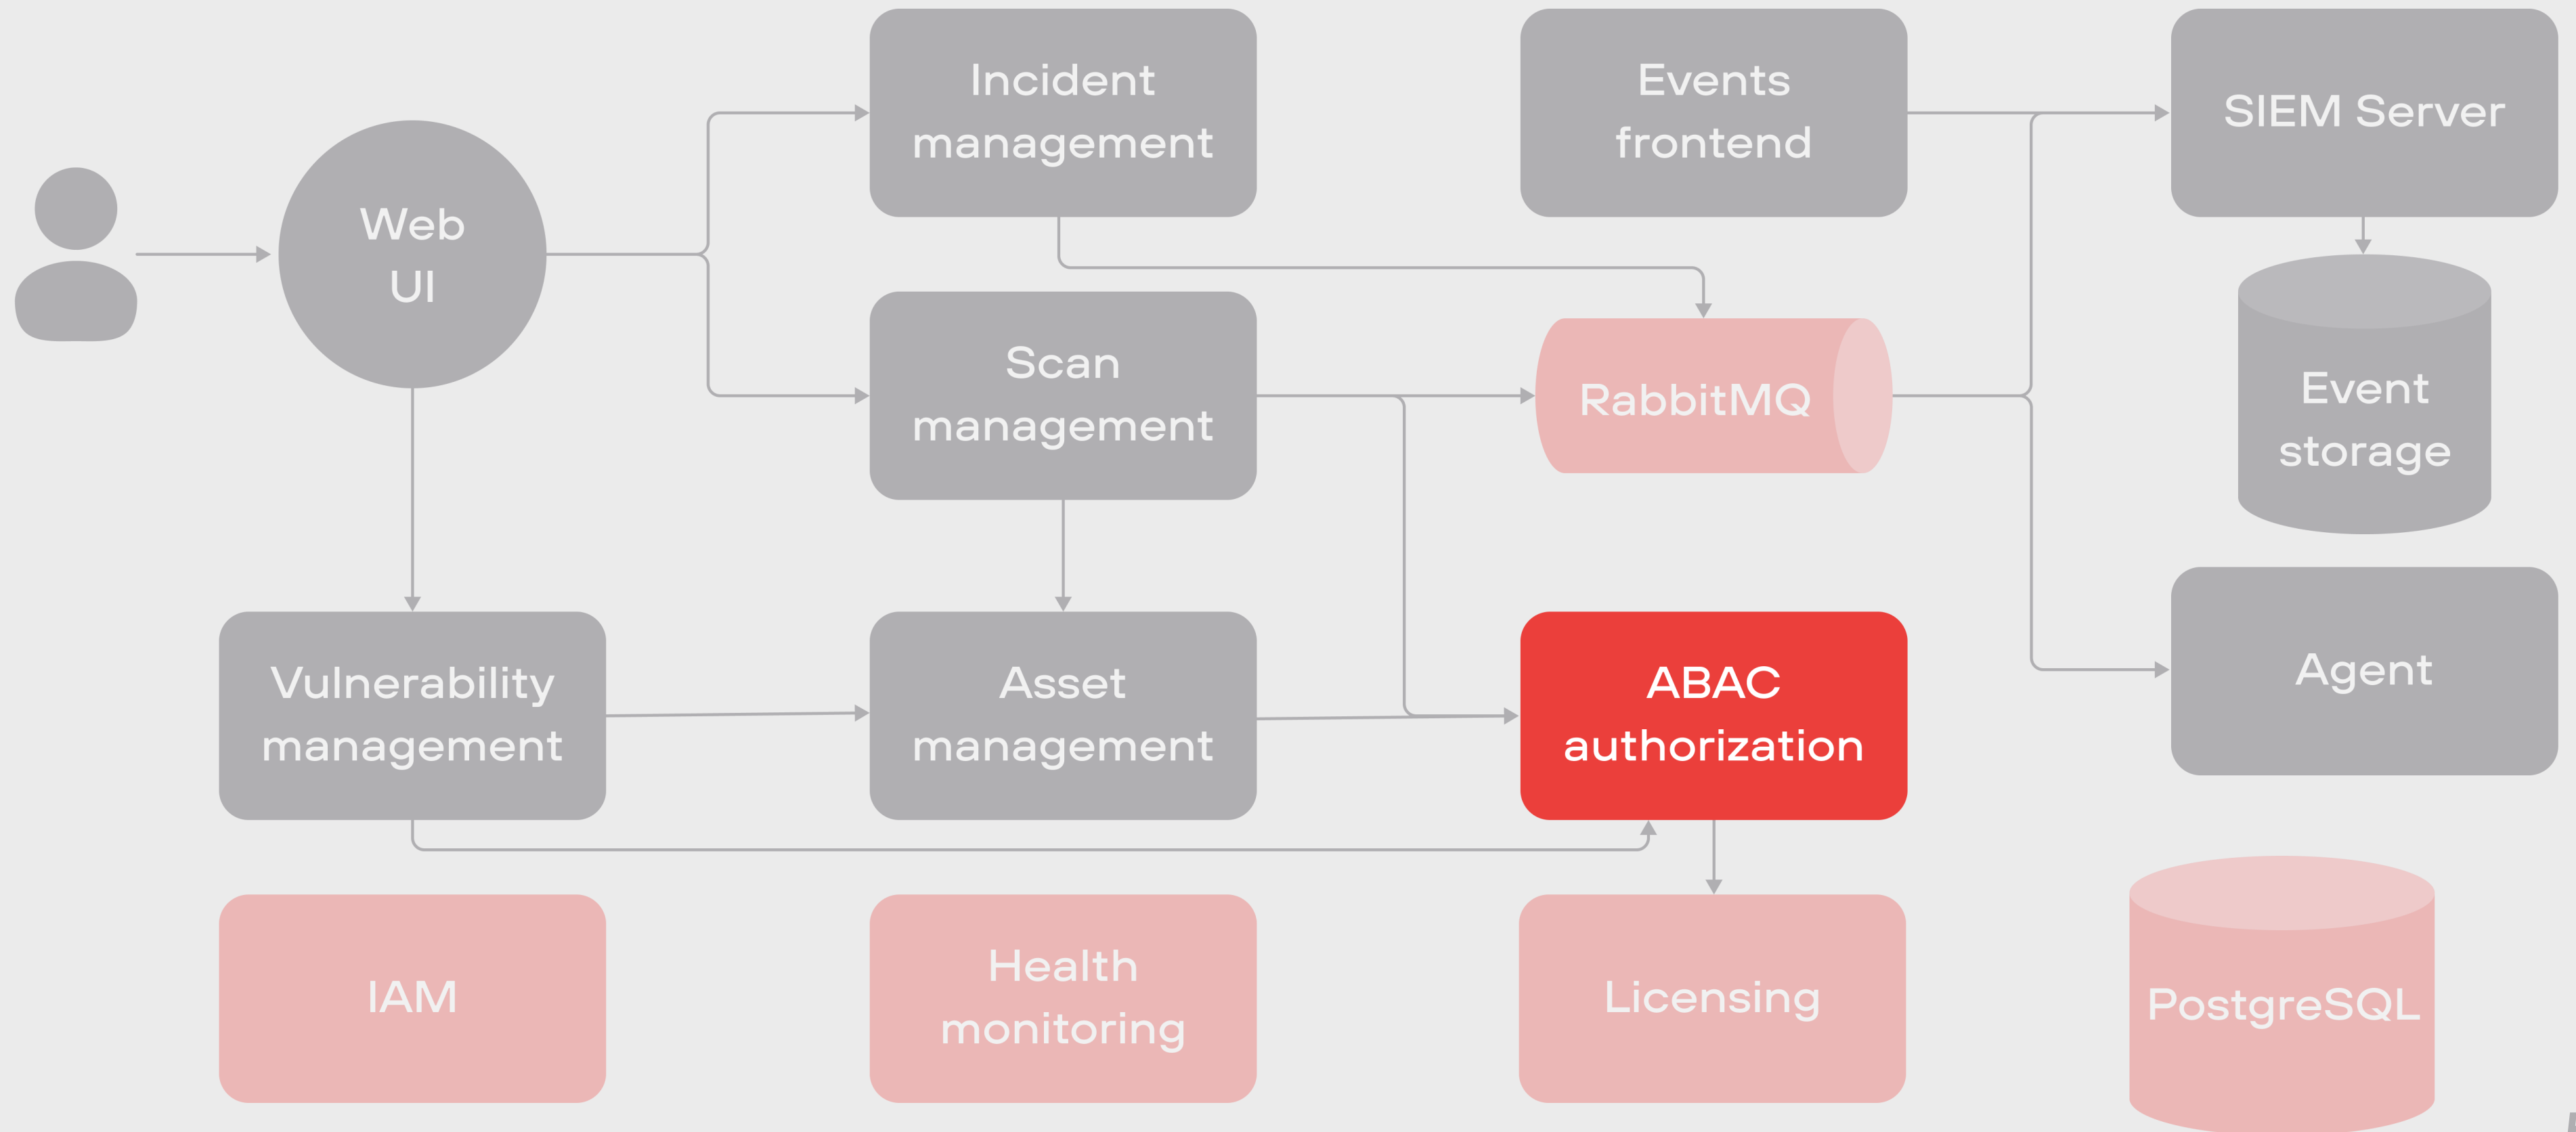 Incident
management
Events
frontend
SIEM Server
Web
UI
Scan
management
RabbitMQ
Event
storage
Vulnerability
management
Asset
management
ABAC
authorization
Agent
IAM
Health
monitoring
Licensing
PostgreSQL